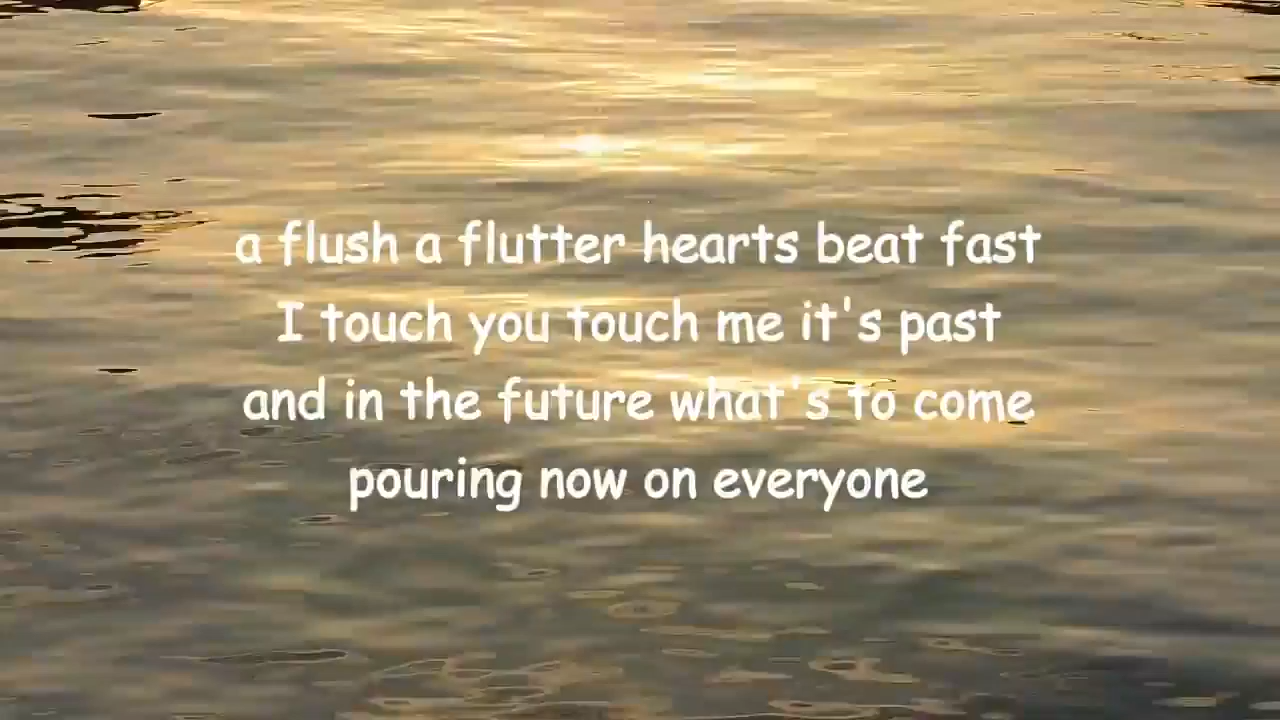 a flush a flutter hearts beat fast
I touch you touch me it's past
and in the future what's to come
pouring now on everyone